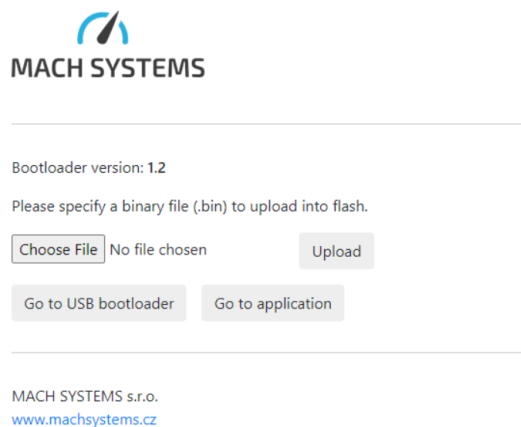 MACH SYSTEMS
Bootloader version: 1.2
Please specify a binary file (.bin) to upload into flash.
Choose File No file chosen Upload
Go to USB bootloader Go to application
MACH SYSTEMS s.r.o.
www.machsystems.cz